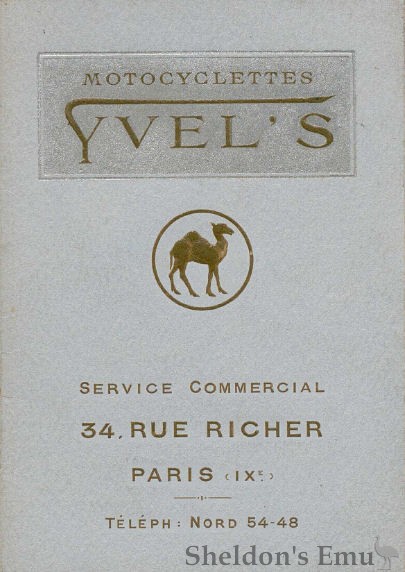 MOTOCYCLETTES
YVEL'S
SERVICE COMMERCIAL
34, RUE RICHER
PARIS (IXE)
TÉLÉPH: NORD 54-48
Sheldon's Emu